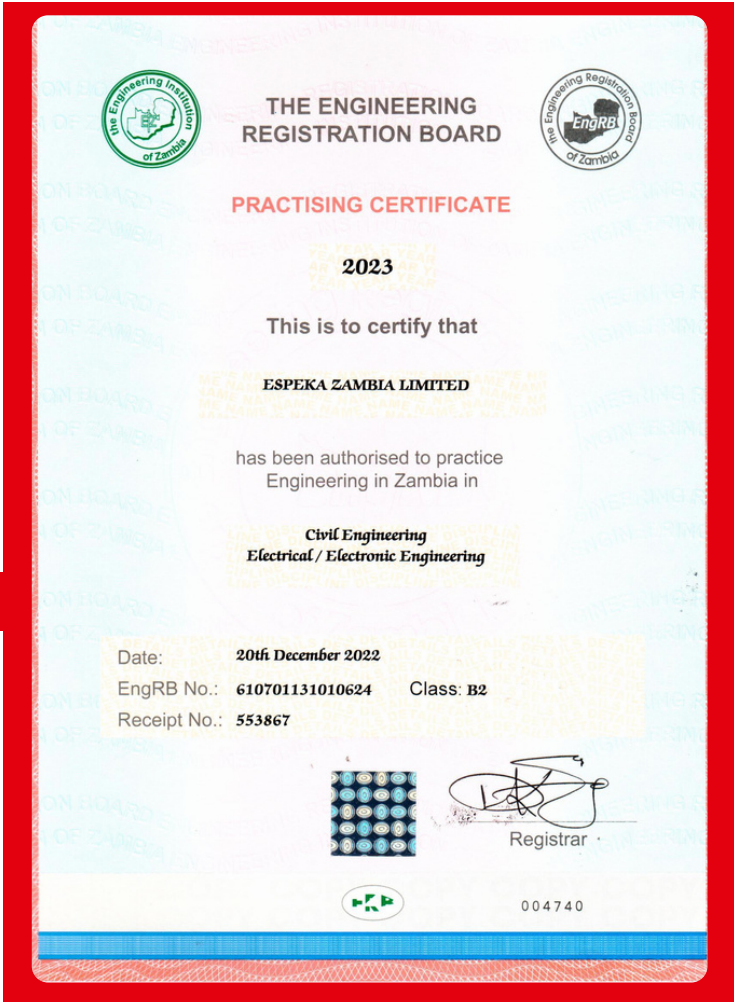 the Engineering Institution
of Zambia
THE ENGINEERING
REGISTRATION BOARD
the Engineering Registration Board
EngRB
of Zambia
PRACTISING CERTIFICATE
2023
This is to certify that
ESPEKA ZAMBIA LIMITED
has been authorised to practice
Engineering in Zambia in
Civil Engineering
Electrical / Electronic Engineering
Date: 20th December 2022
EngRB No.: 610701131010624 Class: B2
Receipt No.: 553867
Registrar
004740